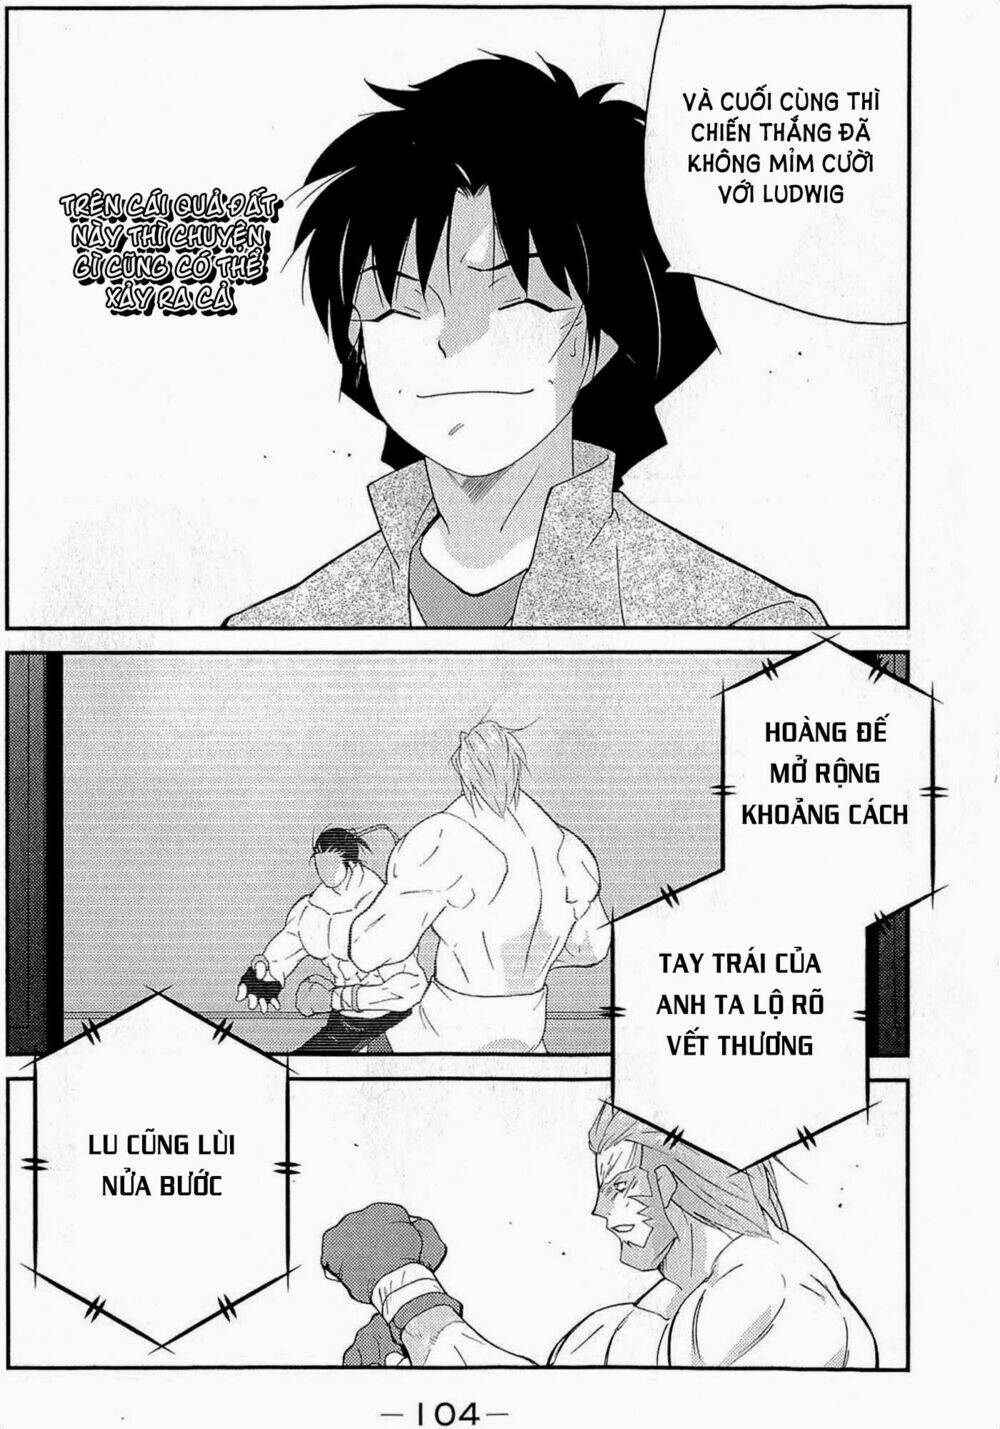 VÀ CUỐI CÙNG THÌ
CHIẾN THẮNG ĐÃ
KHÔNG MỈM CƯỜI
VỚI LUDWIG
TRÊN CÁI QUẢ ĐẤT
NÀY THÌ CHUYỆN
GÌ CŨNG CÓ THỂ
XẢY RA CẢ
HOÀNG ĐẾ
MỞ RỘNG
KHOẢNG CÁCH
TAY TRÁI CỦA
ANH TA LỘ RÕ
VẾT THƯƠNG
LU CŨNG LÙI
NỬA BƯỚC
—104—